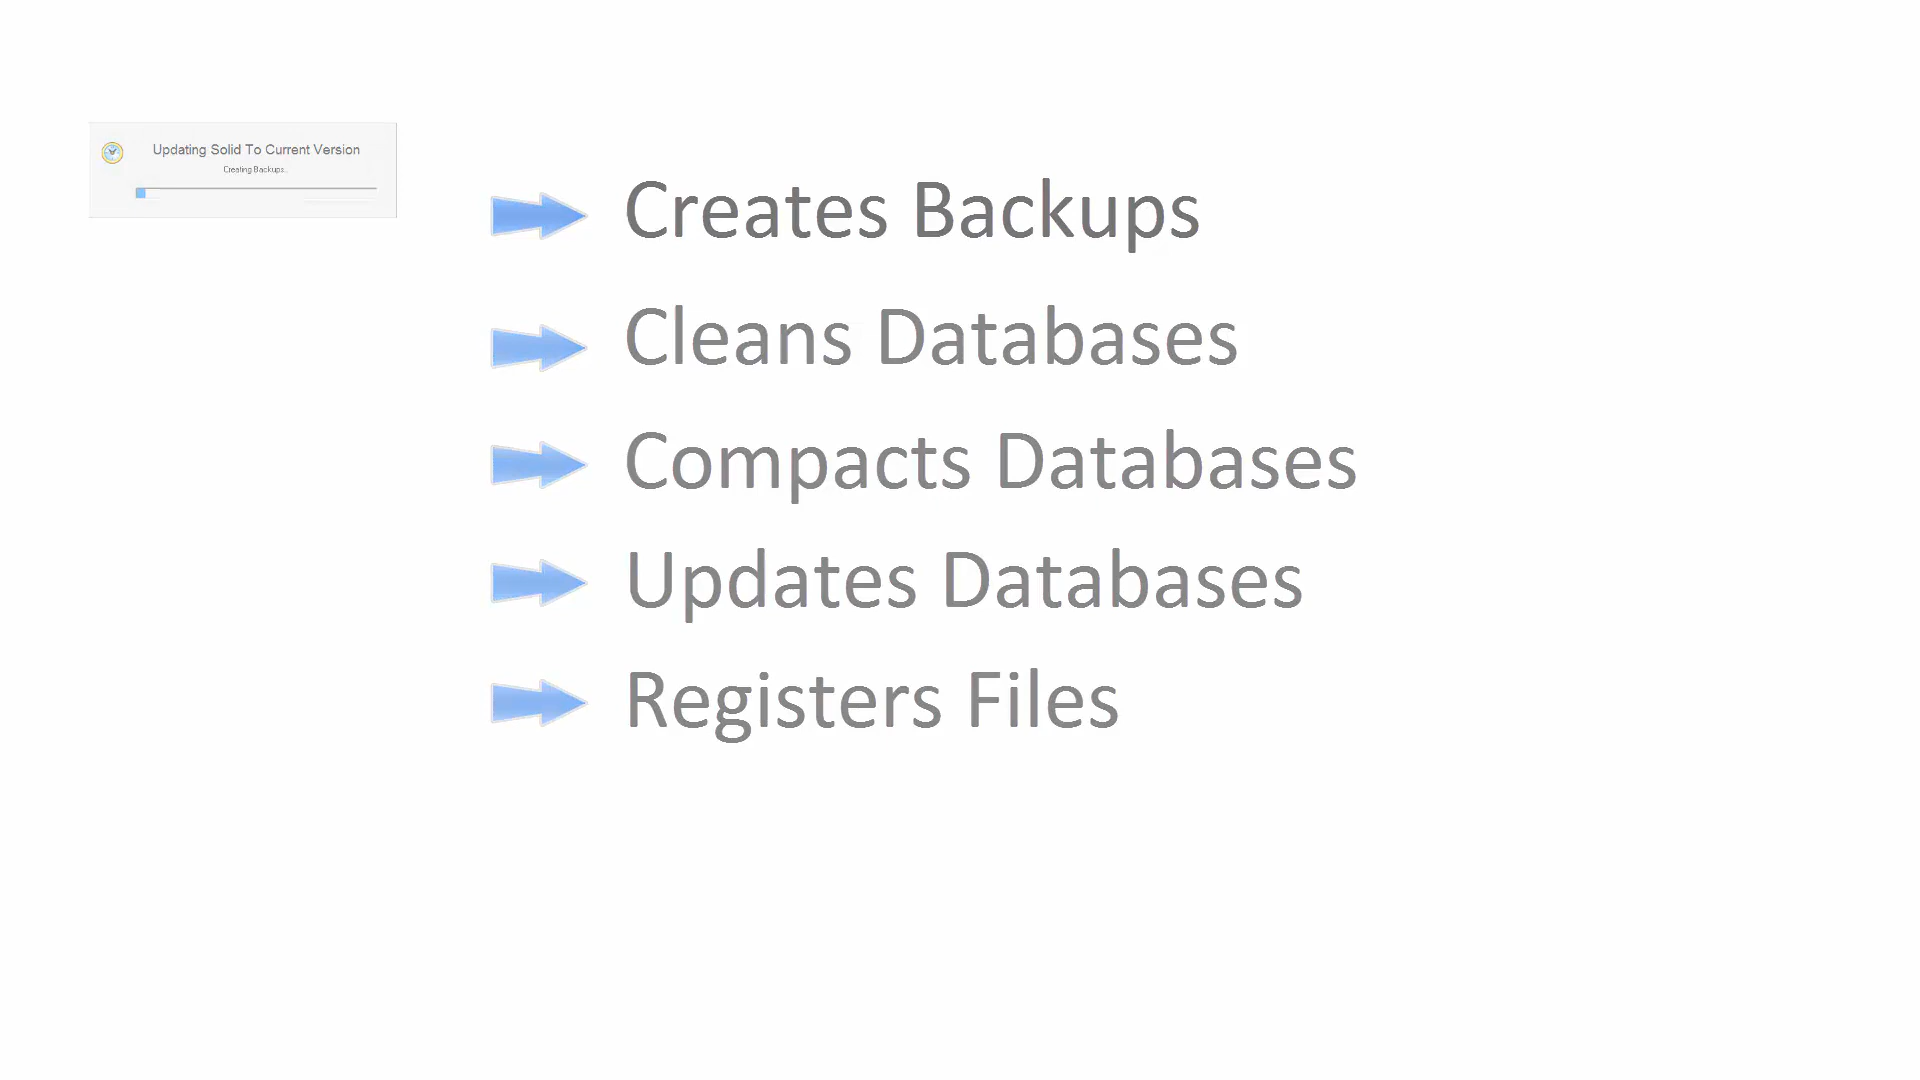 Updating Solid To Current Version
Creating Backups..
Creates Backups
Cleans Databases
Compacts Databases
Updates Databases
Registers Files